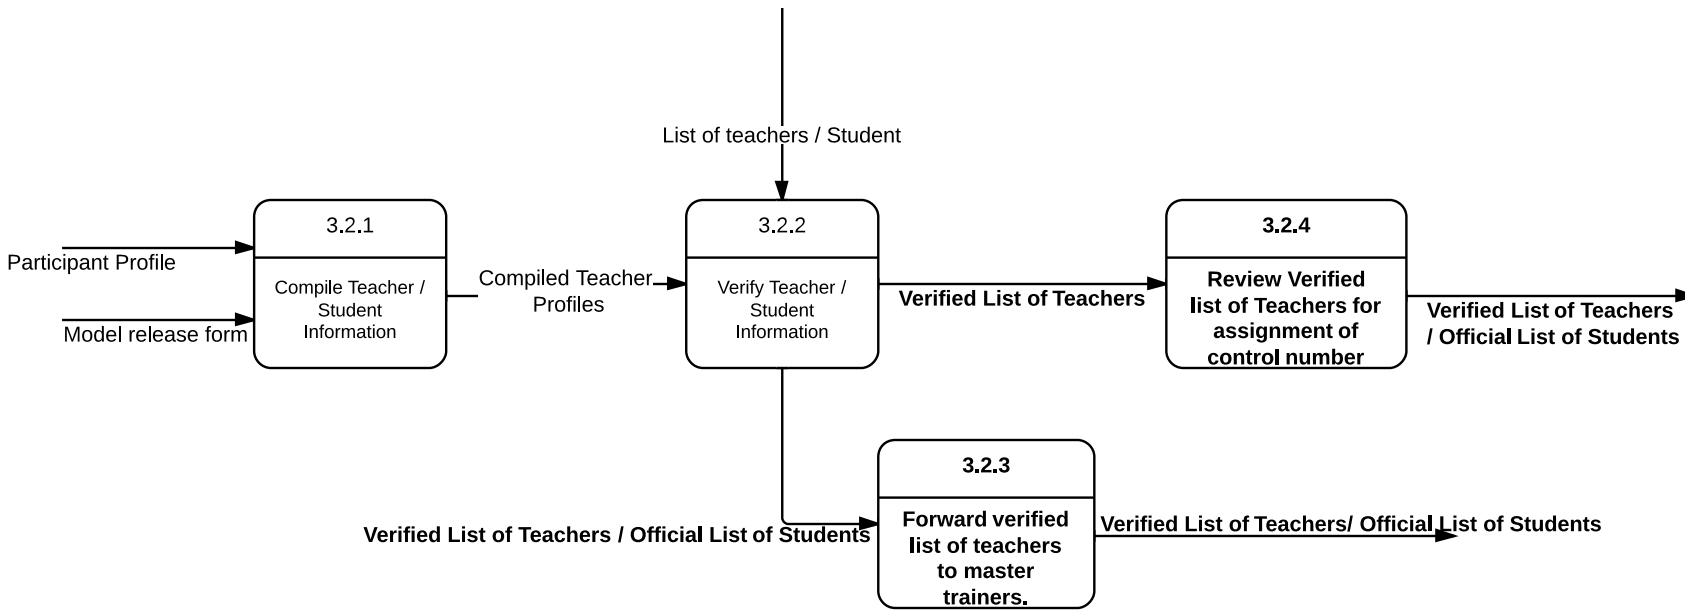 List of teachers / Student
3.2.1
Compile Teacher /
Student
Information
Participant Profile
Model release form
Compiled Teacher
Profiles
3.2.2
Verify Teacher /
Student
Information
Verified List of Teachers
3.2.4
Review Verified
list of Teachers for
assignment of
control number
Verified List of Teachers
/ Official List of Students
Verified List of Teachers / Official List of Students
3.2.3
Forward verified
list of teachers
to master
trainers.
Verified List of Teachers/ Official List of Students